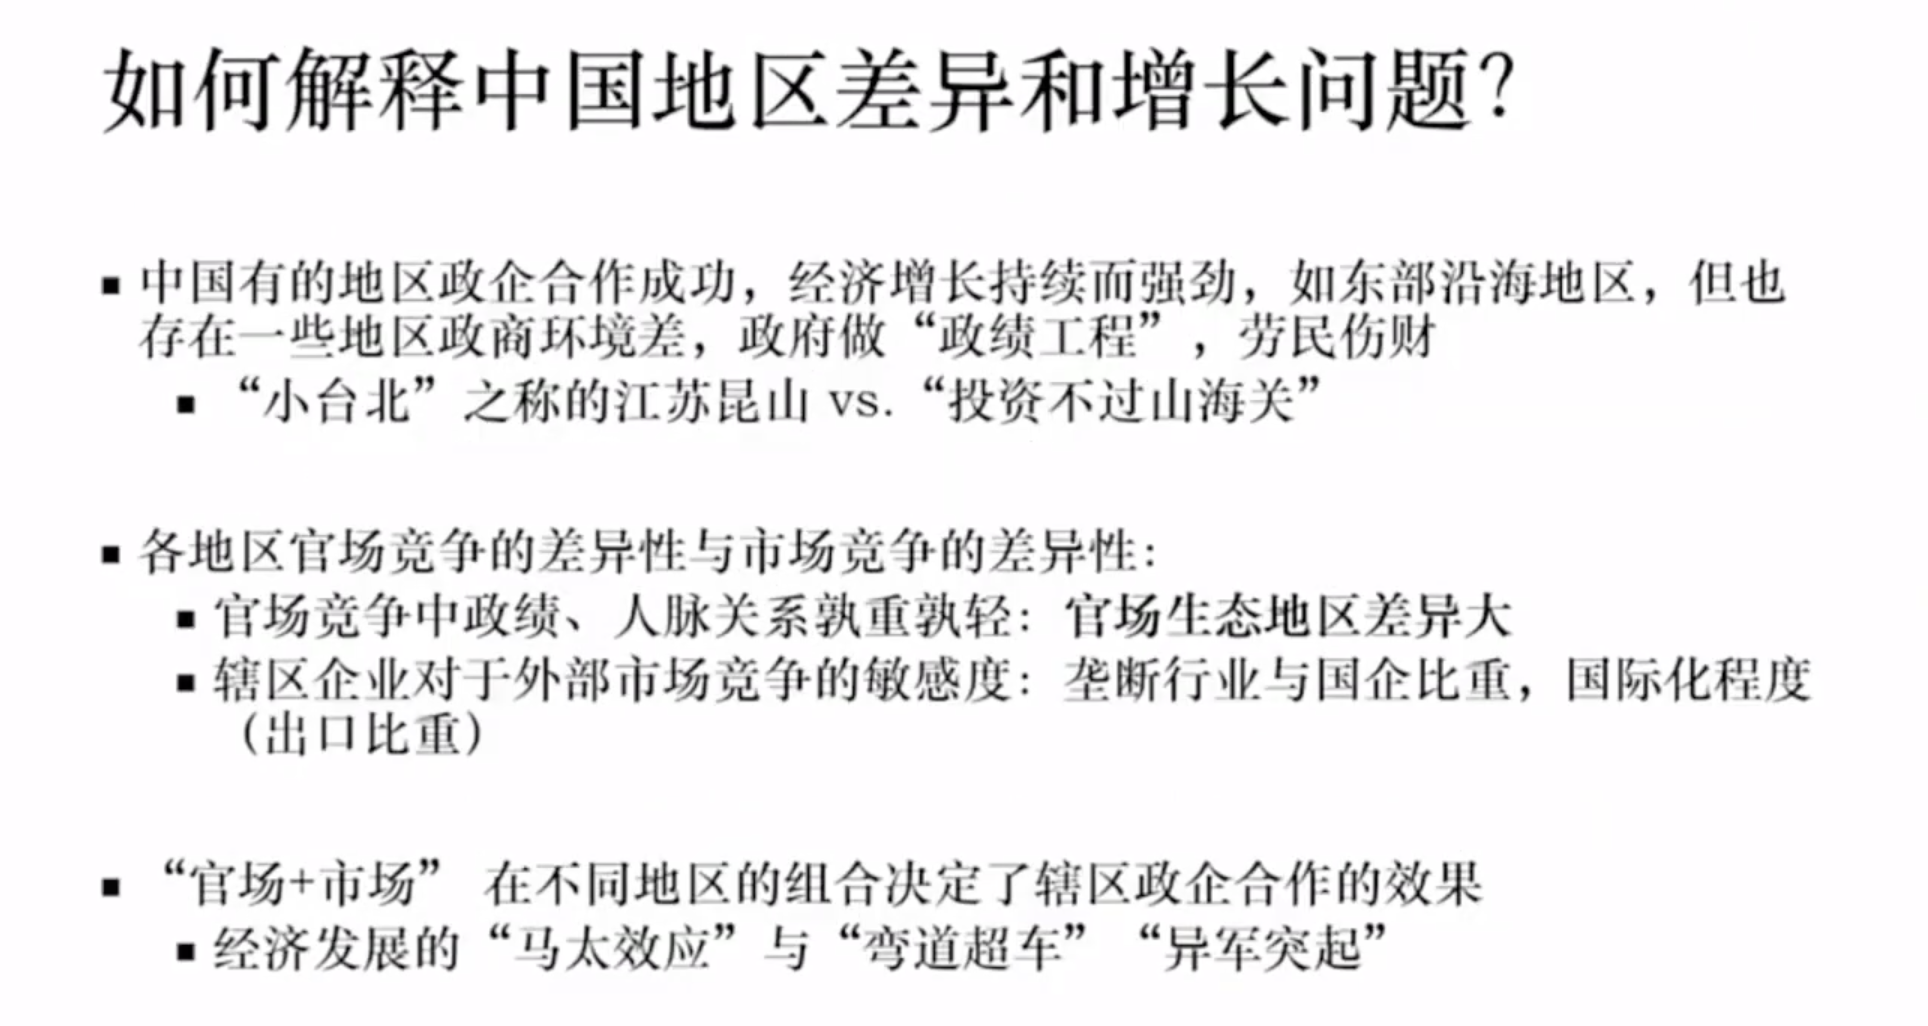 如何解释中国地区差异和增长问题？
▪ 中国有的地区政企合作成功，经济增长持续而强劲，如东部沿海地区，但也
存在一些地区政商环境差，政府做“政绩工程”，劳民伤财
▪ “小台北”之称的江苏昆山 vs.“投资不过山海关”
▪ 各地区官场竞争的差异性与市场竞争的差异性：
▪ 官场竞争中政绩、人脉关系孰重孰轻：官场生态地区差异大
▪ 辖区企业对于外部市场竞争的敏感度：垄断行业与国企比重，国际化程度
（出口比重）
▪ “官场+市场” 在不同地区的组合决定了辖区政企合作的效果
▪ 经济发展的“马太效应”与“弯道超车” “异军突起”